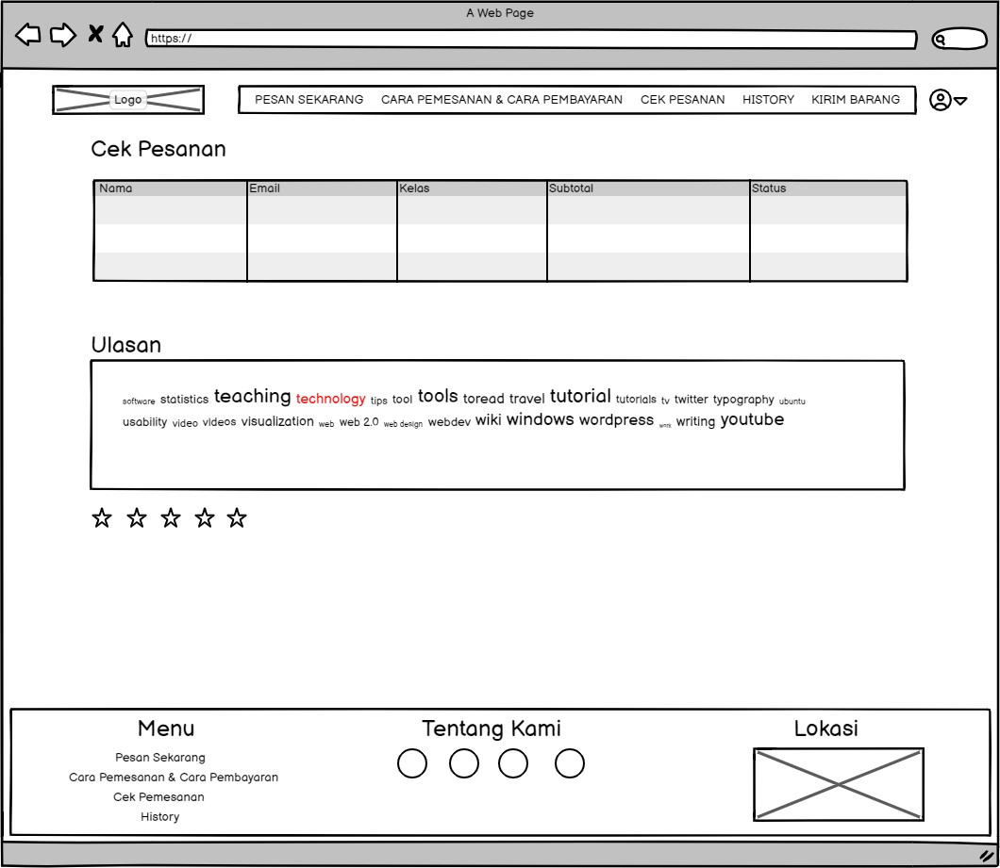 A Web Page
https://
Logo
PESAN SEKARANG CARA PEMESANAN & CARA PEMBAYARAN CEK PESANAN HISTORY KIRIM BARANG
Cek Pesanan
Nama Email Kelas Subtotal Status
Ulasan
software statistics teaching technology tips tool tools toread travel tutorial tutorials tv twitter typography ubuntu
usability video videos visualization web web 2.0 web design webdev wiki windows wordpress work writing youtube
Menu
Pesan Sekarang
Cara Pemesanan & Cara Pembayaran
Cek Pemesanan
History
Tentang Kami
Lokasi